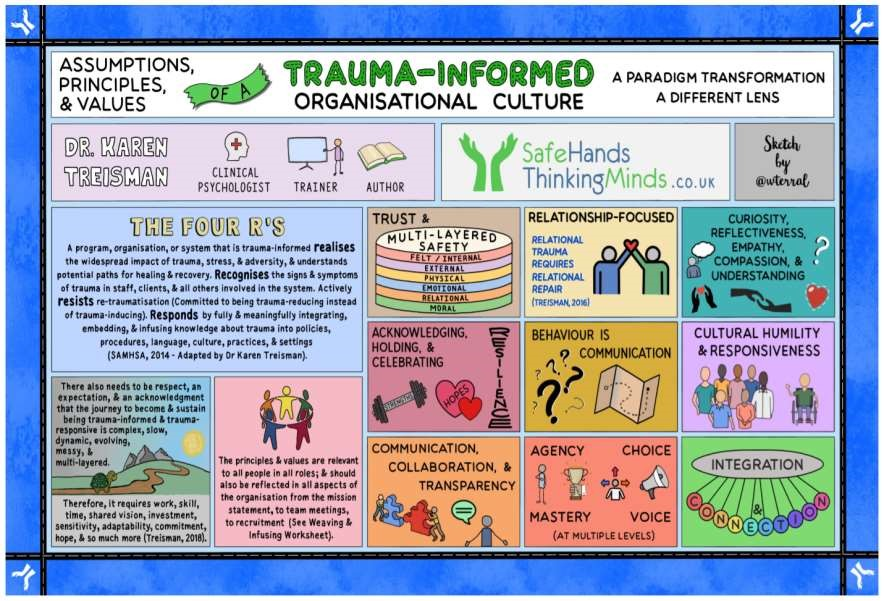 ASSUMPTIONS,
PRINCIPLES,
& VALUES
OF A
TRAUMA-INFORMED
ORGANISATIONAL CULTURE
A PARADIGM TRANSFORMATION
A DIFFERENT LENS
DR. KAREN
TREISMAN
CLINICAL
PSYCHOLOGIST
TRAINER
AUTHOR
SafeHands
ThinkingMinds.co.uk
Sketch
by
@wterral
THE FOUR R'S
A program, organisation, or system that is trauma-informed realises
the widespread impact of trauma, stress, & adversity, & understands
potential paths for healing & recovery. Recognises the signs & symptoms
of trauma in staff, clients, & all others involved in the system. Actively
resists re-traumatisation (Committed to being trauma-reducing instead
of trauma-inducing). Responds by fully & meaningfully integrating,
embedding, & infusing knowledge about trauma into policies,
procedures, language, culture, practices, & settings
(SAMHSA, 2014 - Adapted by Dr Karen Treisman).
There also needs to be respect, an
expectation, & an acknowledgment
that the journey to become & sustain
being trauma-informed & trauma-
responsive is complex, slow,
dynamic, evolving,
messy, &
multi-layered.
Therefore, it requires work, skill,
time, shared vision, investment,
sensitivity, adaptability, commitment,
hope, & so much more (Treisman, 2018).
The principles & values are relevant
to all people in all roles; & should
also be reflected in all aspects of
the organisation from the mission
statement, to team meetings,
to recruitment (See Weaving &
Infusing Worksheet).
TRUST &
MULTI-LAYERED
SAFETY
FELT / INTERNAL
EXTERNAL
PHYSICAL
EMOTIONAL
RELATIONAL
MORAL
RELATIONSHIP-FOCUSED
RELATIONAL
TRAUMA
REQUIRES
RELATIONAL
REPAIR
(TREISMAN, 2016)
CURIOSITY,
REFLECTIVENESS,
EMPATHY,
COMPASSION, &
UNDERSTANDING
ACKNOWLEDGING,
HOLDING, &
CELEBRATING
STRENGTHS
HOPES
RESILIENCE
BEHAVIOUR IS
COMMUNICATION
CULTURAL HUMILITY
& RESPONSIVENESS
COMMUNICATION,
COLLABORATION, &
TRANSPARENCY
AGENCY
CHOICE
MASTERY
VOICE
(AT MULTIPLE LEVELS)
INTEGRATION
&
CONNECTION